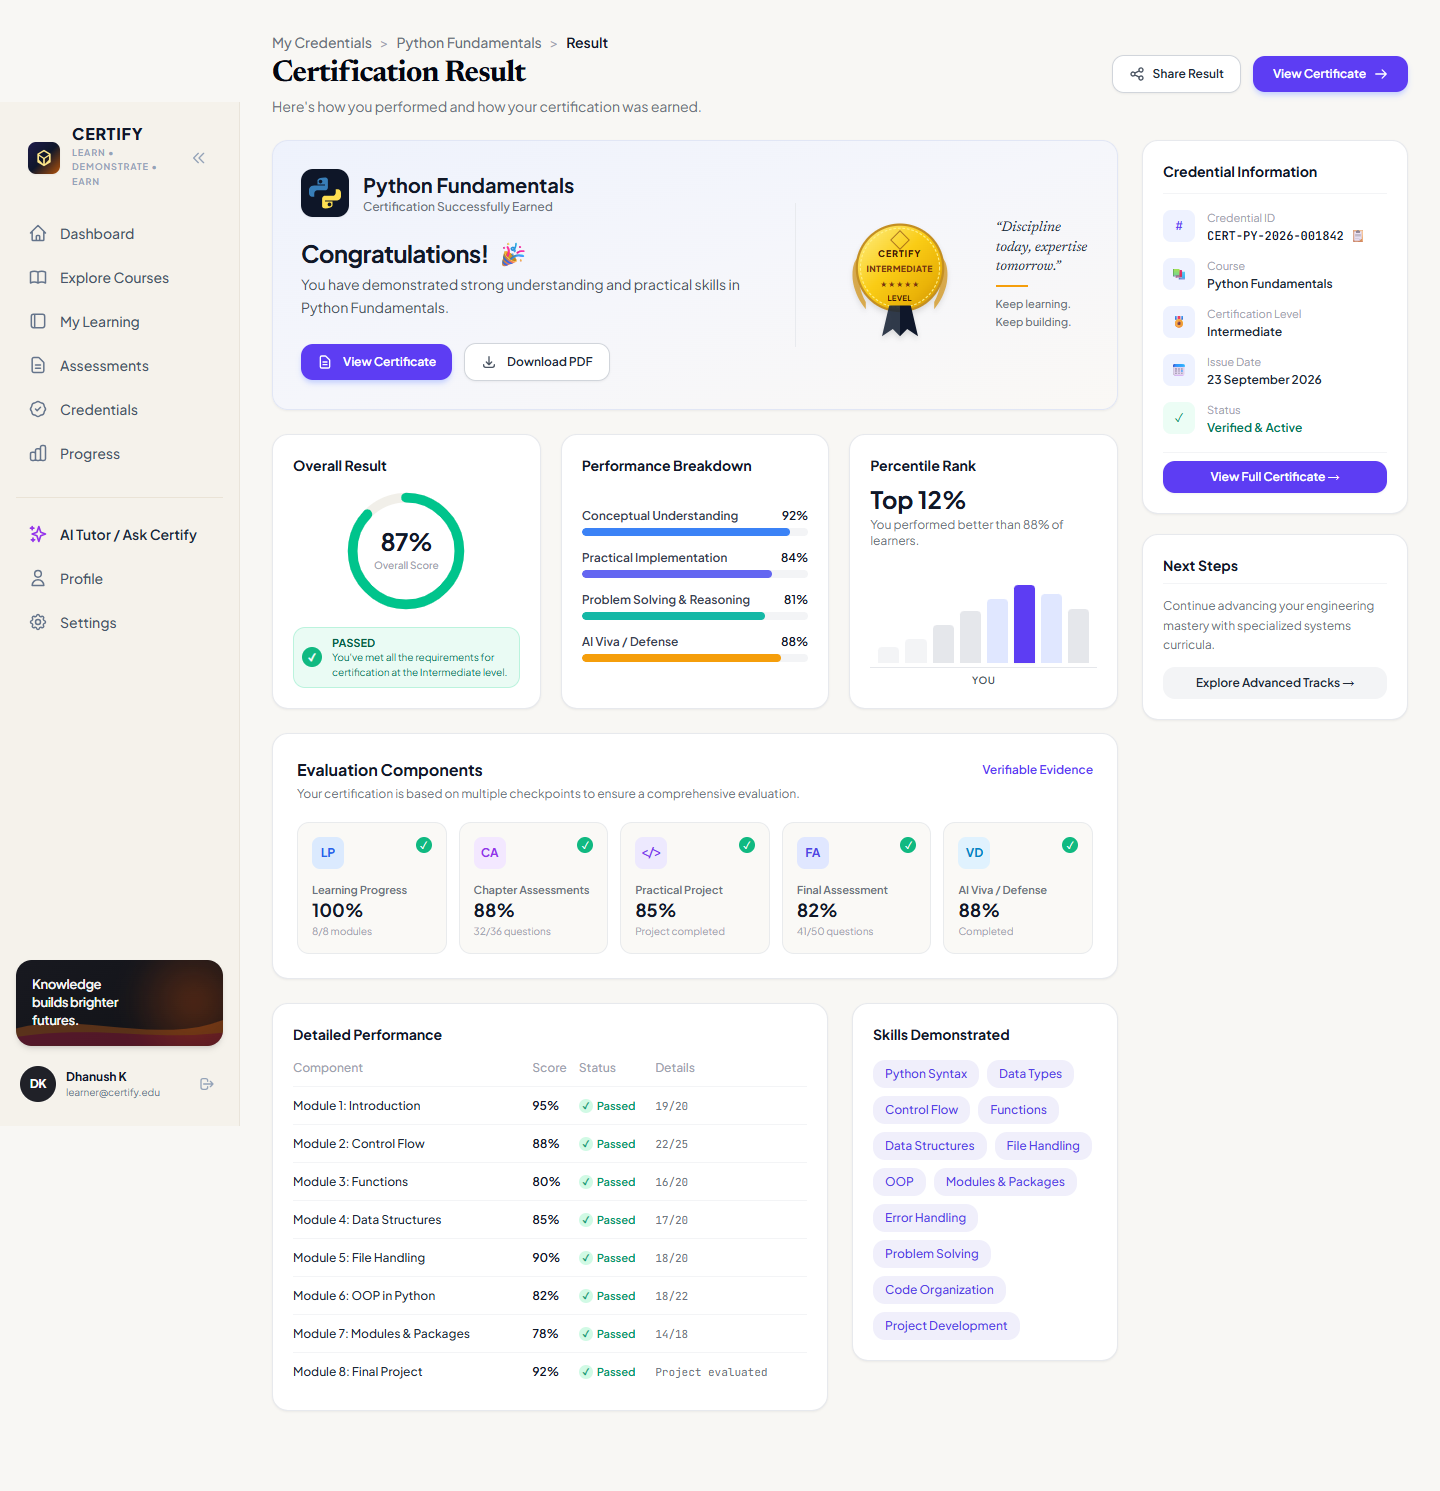 My Credentials > Python Fundamentals > Result
Certification Result
Here's how you performed and how your certification was earned.
Share Result
View Certificate →
CERTIFY
LEARN •
DEMONSTRATE •
EARN
Dashboard
Explore Courses
My Learning
Assessments
Credentials
Progress
AI Tutor / Ask Certify
Profile
Settings
Knowledge
builds brighter
futures.
DK
Dhanush K
learner@certify.edu
Python Fundamentals
Certification Successfully Earned
Congratulations! 🎉
You have demonstrated strong understanding and practical skills in
Python Fundamentals.
View Certificate
Download PDF
CERTIFY
INTERMEDIATE
★★★★★
LEVEL
“Discipline
today, expertise
tomorrow.”
Keep learning.
Keep building.
Overall Result
87%
Overall Score
✓ PASSED
You've met all the requirements for
certification at the Intermediate level.
Performance Breakdown
Conceptual Understanding 92%
Practical Implementation 84%
Problem Solving & Reasoning 81%
AI Viva / Defense 88%
Percentile Rank
Top 12%
You performed better than 88% of
learners.
YOU
Evaluation Components
Verifiable Evidence
Your certification is based on multiple checkpoints to ensure a comprehensive evaluation.
LP ✓
Learning Progress
100%
8/8 modules
CA ✓
Chapter Assessments
88%
32/36 questions
</> ✓
Practical Project
85%
Project completed
FA ✓
Final Assessment
82%
41/50 questions
VD ✓
AI Viva / Defense
88%
Completed
Detailed Performance
Component Score Status Details
Module 1: Introduction 95% ✓ Passed 19/20
Module 2: Control Flow 88% ✓ Passed 22/25
Module 3: Functions 80% ✓ Passed 16/20
Module 4: Data Structures 85% ✓ Passed 17/20
Module 5: File Handling 90% ✓ Passed 18/20
Module 6: OOP in Python 82% ✓ Passed 18/22
Module 7: Modules & Packages 78% ✓ Passed 14/18
Module 8: Final Project 92% ✓ Passed Project evaluated
Skills Demonstrated
Python Syntax Data Types
Control Flow Functions
Data Structures File Handling
OOP Modules & Packages
Error Handling
Problem Solving
Code Organization
Project Development
Credential Information
#
Credential ID
CERT-PY-2026-001842 📋
Course
Python Fundamentals
Certification Level
Intermediate
Issue Date
23 September 2026
✓
Status
Verified & Active
View Full Certificate →
Next Steps
Continue advancing your engineering
mastery with specialized systems
curricula.
Explore Advanced Tracks →